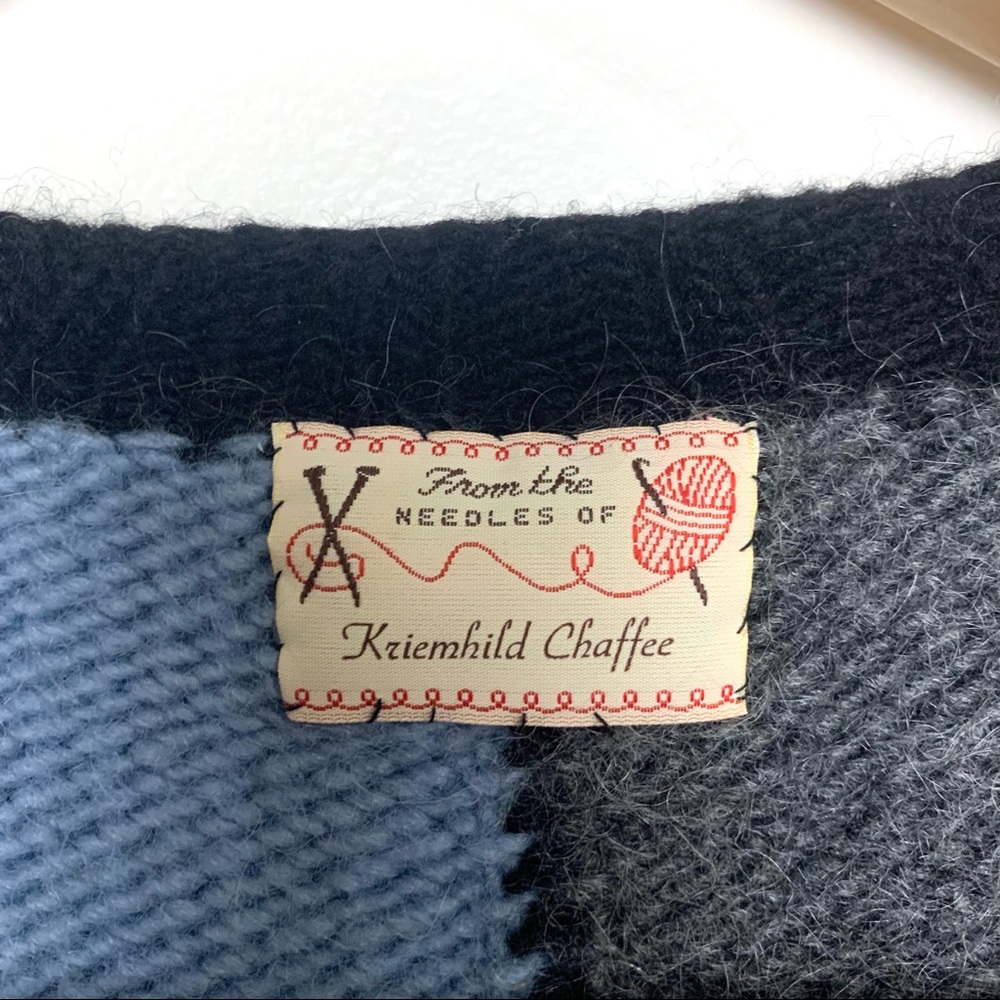 From the
NEEDLES OF
Kriemhild Chaffee